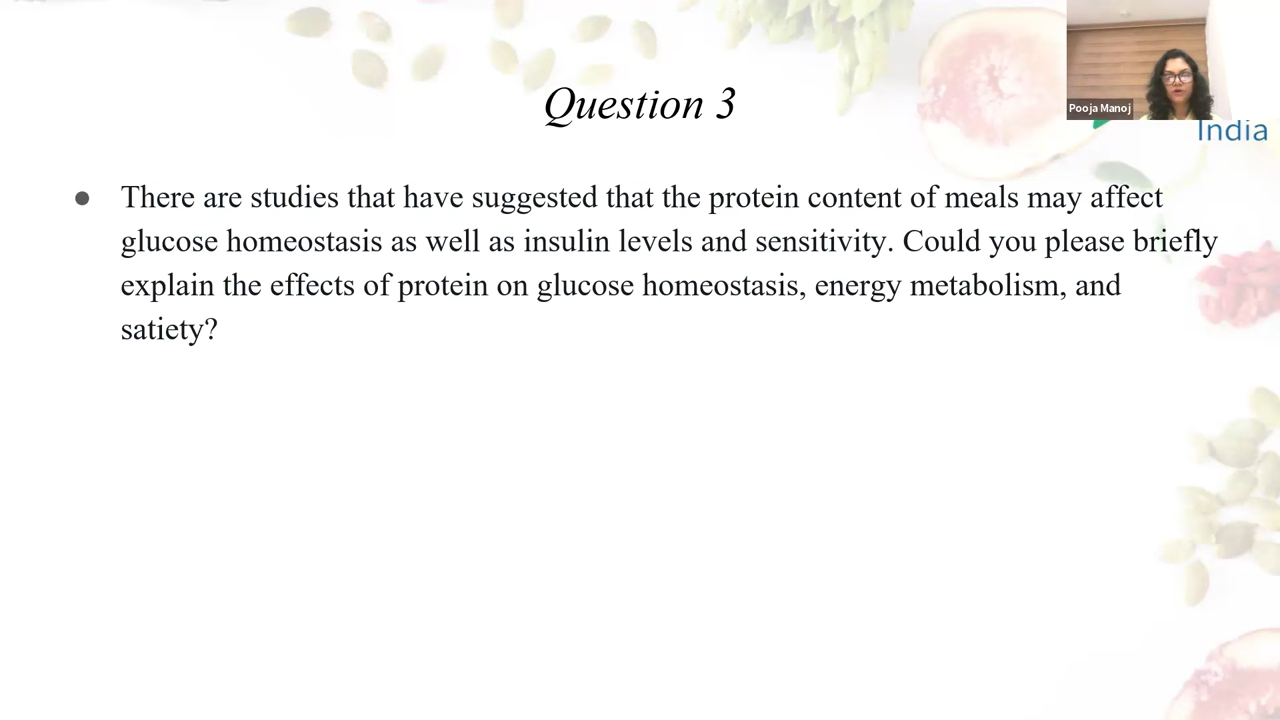 Question 3
Pooja Manoj
India
● There are studies that have suggested that the protein content of meals may affect
glucose homeostasis as well as insulin levels and sensitivity. Could you please briefly
explain the effects of protein on glucose homeostasis, energy metabolism, and
satiety?